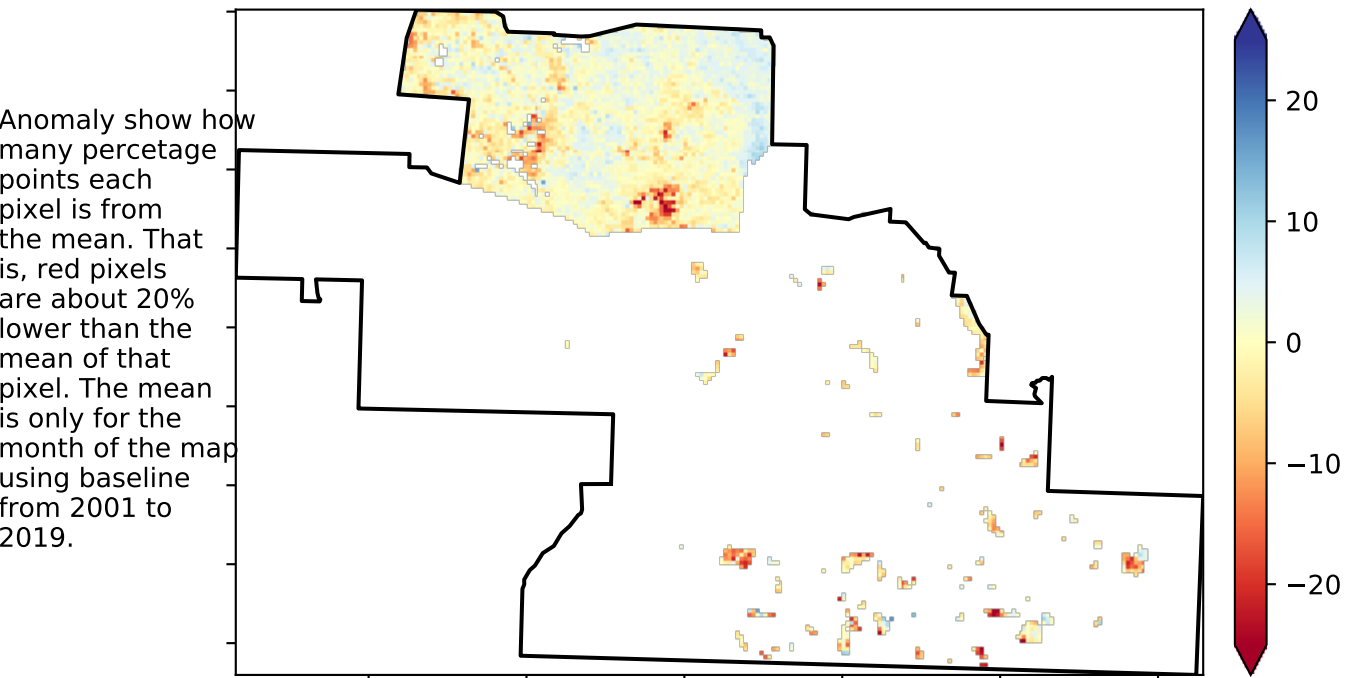 Anomaly show how
many percetage
points each
pixel is from
the mean. That
is, red pixels
are about 20%
lower than the
mean of that
pixel. The mean
is only for the
month of the map
using baseline
from 2001 to
2019.
20
10
0
−10
−20